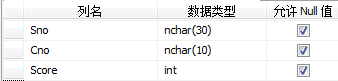 列名 数据类型 允许 Null 值
Sno nchar(30)
Cno nchar(10)
Score int